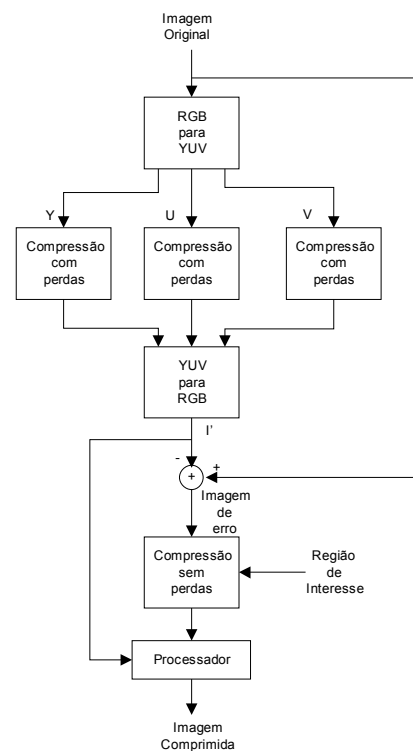 Imagem
Original
RGB
para
YUV
Y
U
V
Compressão
com
perdas
Compressão
com
perdas
Compressão
com
perdas
YUV
para
RGB
I'
-
+
+
Imagem
de
erro
Compressão
sem
perdas
Região
de
Interesse
Processador
Imagem
Comprimida